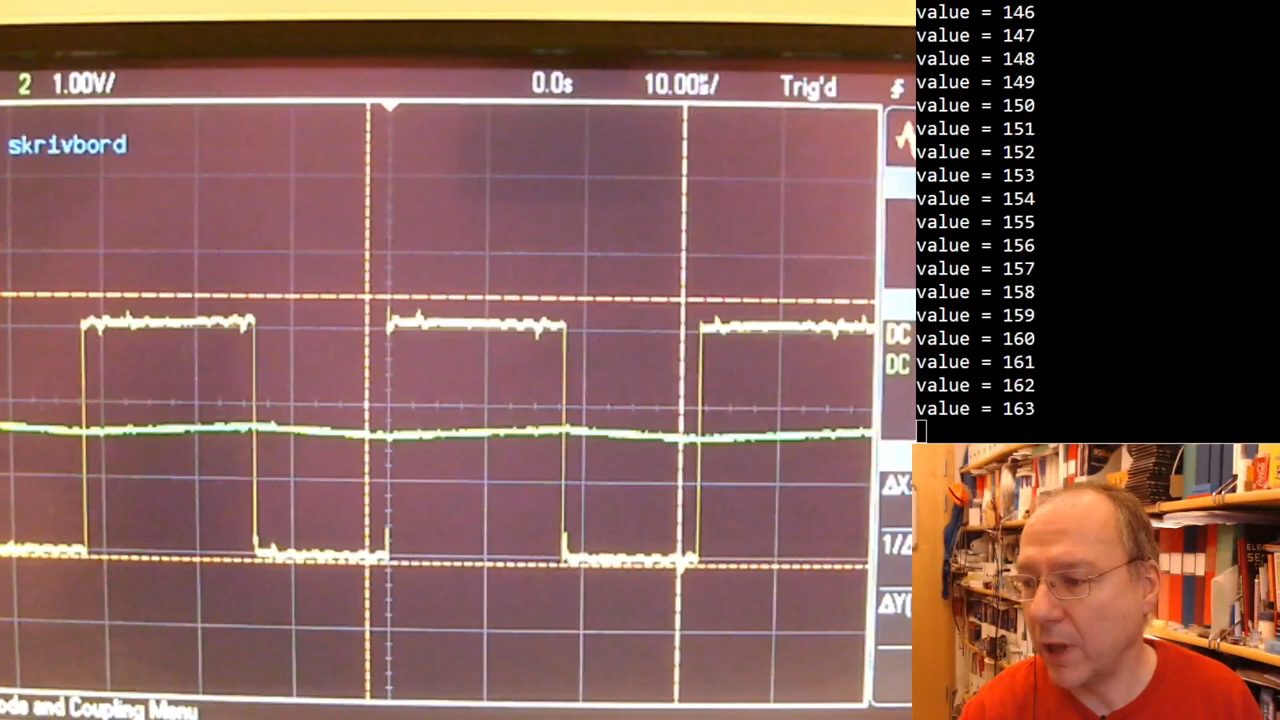 2 1.00V/ 0.0s 10.00µs/ Trig'd
skrivbord
DC
DC
ΔX
1/Δ
ΔY(
ode and Coupling Menu
value = 146
value = 147
value = 148
value = 149
value = 150
value = 151
value = 152
value = 153
value = 154
value = 155
value = 156
value = 157
value = 158
value = 159
value = 160
value = 161
value = 162
value = 163